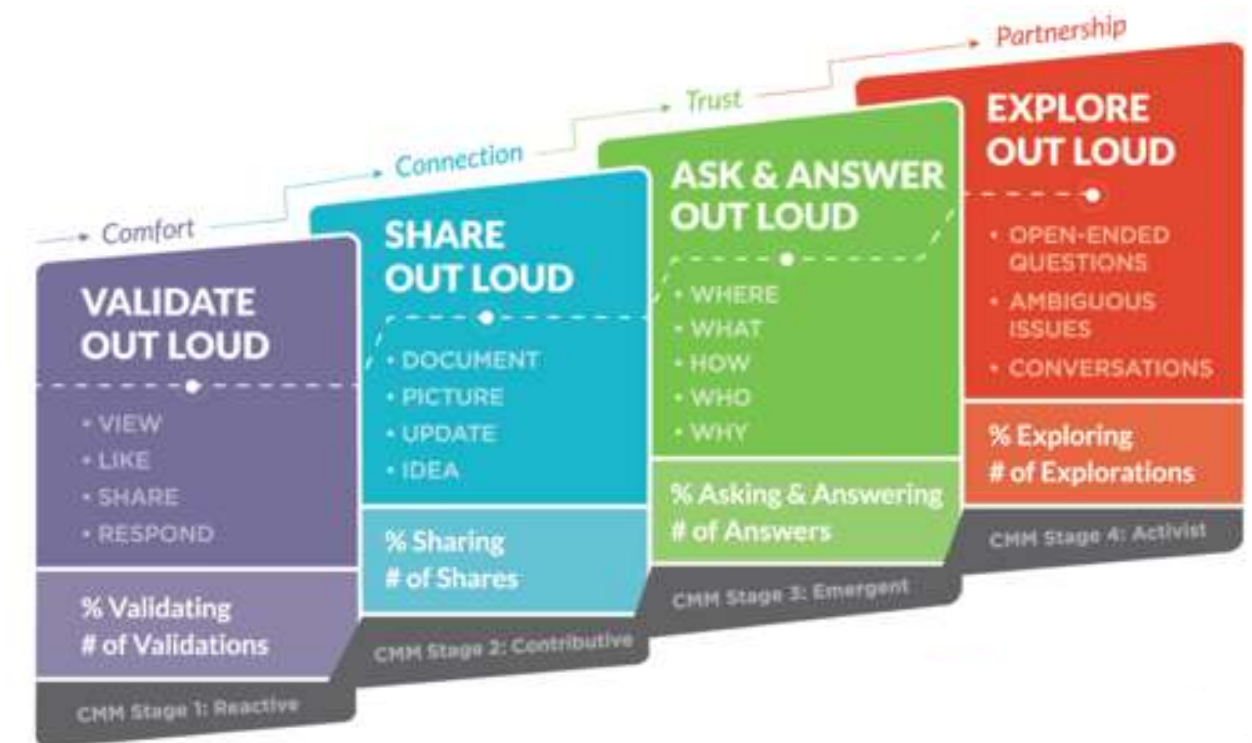 Comfort
VALIDATE
OUT LOUD
• VIEW
• LIKE
• SHARE
• RESPOND
% Validating
# of Validations
CMM Stage 1: Reactive
Connection
SHARE
OUT LOUD
• DOCUMENT
• PICTURE
• UPDATE
• IDEA
% Sharing
# of Shares
CMM Stage 2: Contributive
Trust
ASK & ANSWER
OUT LOUD
• WHERE
• WHAT
• HOW
• WHO
• WHY
% Asking & Answering
# of Answers
CMM Stage 3: Emergent
Partnership
EXPLORE
OUT LOUD
• OPEN-ENDED
QUESTIONS
• AMBIGUOUS
ISSUES
• CONVERSATIONS
% Exploring
# of Explorations
CMM Stage 4: Activist